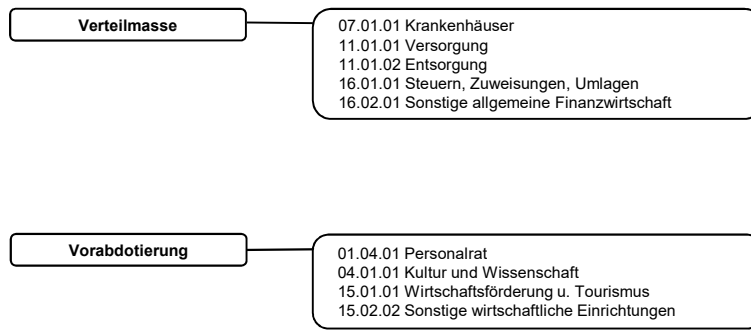 Verteilmasse
07.01.01 Krankenhäuser
11.01.01 Versorgung
11.01.02 Entsorgung
16.01.01 Steuern, Zuweisungen, Umlagen
16.02.01 Sonstige allgemeine Finanzwirtschaft
Vorabdotierung
01.04.01 Personalrat
04.01.01 Kultur und Wissenschaft
15.01.01 Wirtschaftsförderung u. Tourismus
15.02.02 Sonstige wirtschaftliche Einrichtungen